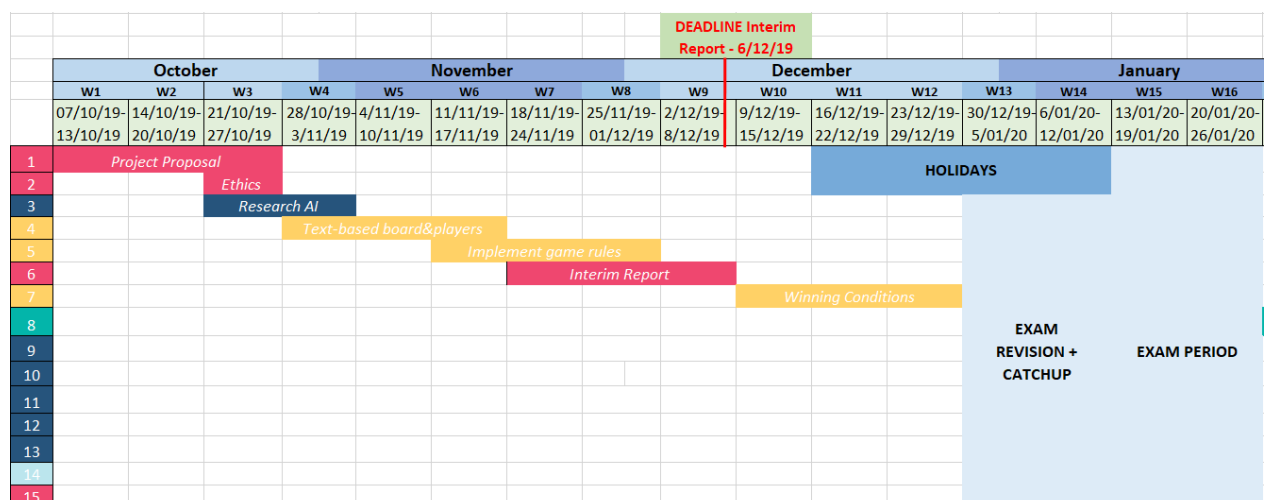 DEADLINE Interim
Report - 6/12/19
October November December January
W1 W2 W3 W4 W5 W6 W7 W8 W9 W10 W11 W12 W13 W14 W15 W16
07/10/19- 14/10/19- 21/10/19- 28/10/19- 4/11/19- 11/11/19- 18/11/19- 25/11/19- 2/12/19- 9/12/19- 16/12/19- 23/12/19- 30/12/19- 6/01/20- 13/01/20- 20/01/20-
13/10/19 20/10/19 27/10/19 3/11/19 10/11/19 17/11/19 24/11/19 01/12/19 8/12/19 15/12/19 22/12/19 29/12/19 5/01/20 12/01/20 19/01/20 26/01/20
1 Project Proposal
HOLIDAYS
2 Ethics
3 Research AI
4 Text-based board&players
5 Implement game rules
6 Interim Report
7 Winning Conditions
8 EXAM
9 REVISION + EXAM PERIOD
10 CATCHUP
11
12
13
14
15